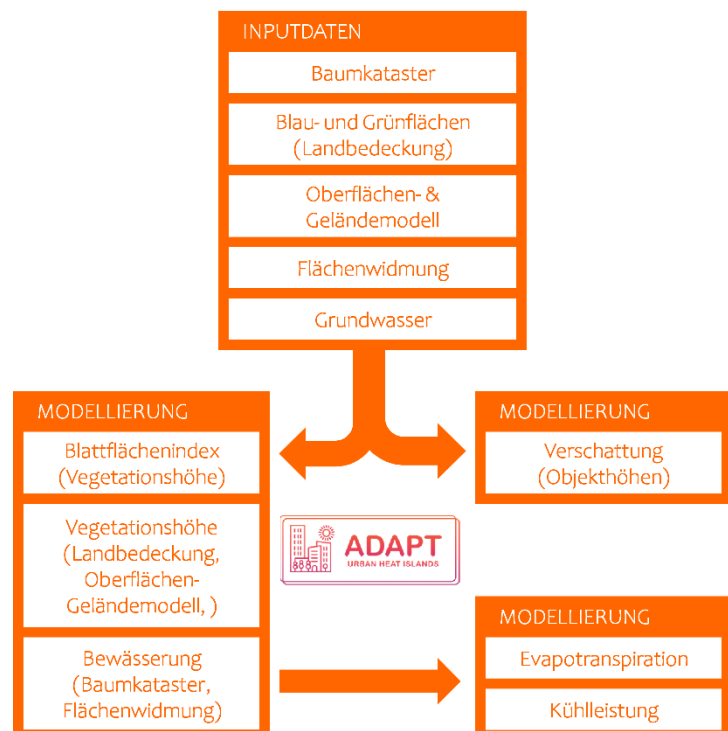 INPUTDATEN
Baumkataster
Blau- und Grünflächen
(Landbedeckung)
Oberflächen- &
Geländemodell
Flächenwidmung
Grundwasser
MODELLIERUNG
Blattflächenindex
(Vegetationshöhe)
Vegetationshöhe
(Landbedeckung,
Oberflächen-
Geländemodell, )
Bewässerung
(Baumkataster,
Flächenwidmung)
ADAPT
URBAN HEAT ISLANDS
MODELLIERUNG
Verschattung
(Objekthöhen)
MODELLIERUNG
Evapotranspiration
Kühlleistung